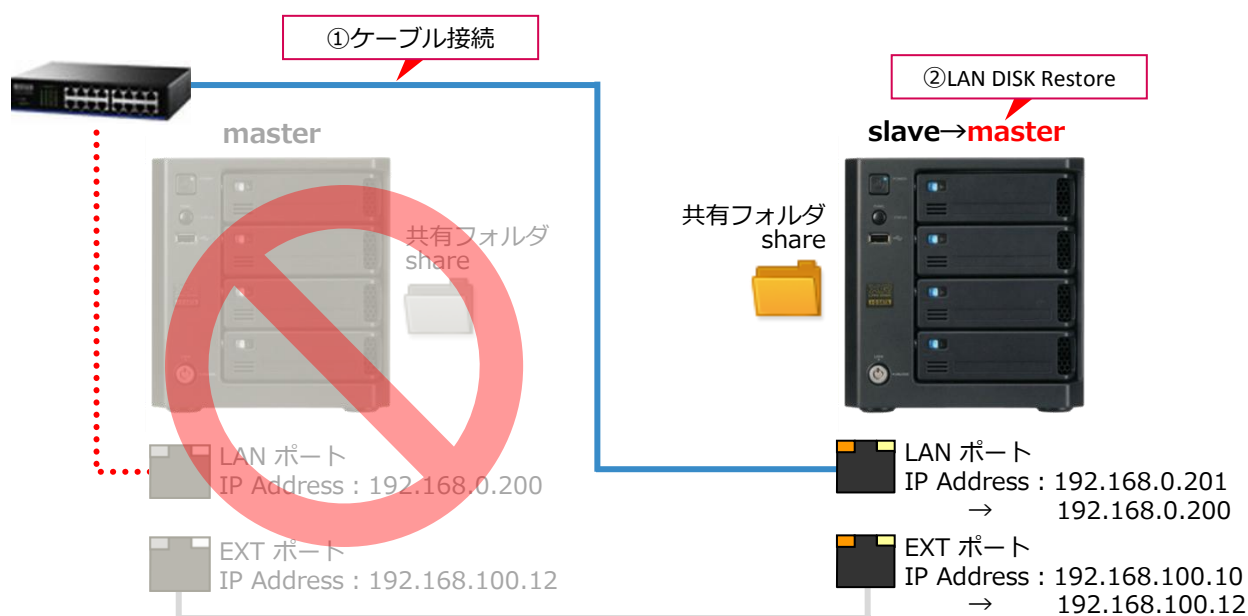 ①ケーブル接続
②LAN DISK Restore
master
slave→master
共有フォルダ
share
共有フォルダ
share
LAN ポート
IP Address : 192.168.0.200
LAN ポート
IP Address : 192.168.0.201
→ 192.168.0.200
EXT ポート
IP Address : 192.168.100.12
EXT ポート
IP Address : 192.168.100.10
→ 192.168.100.12